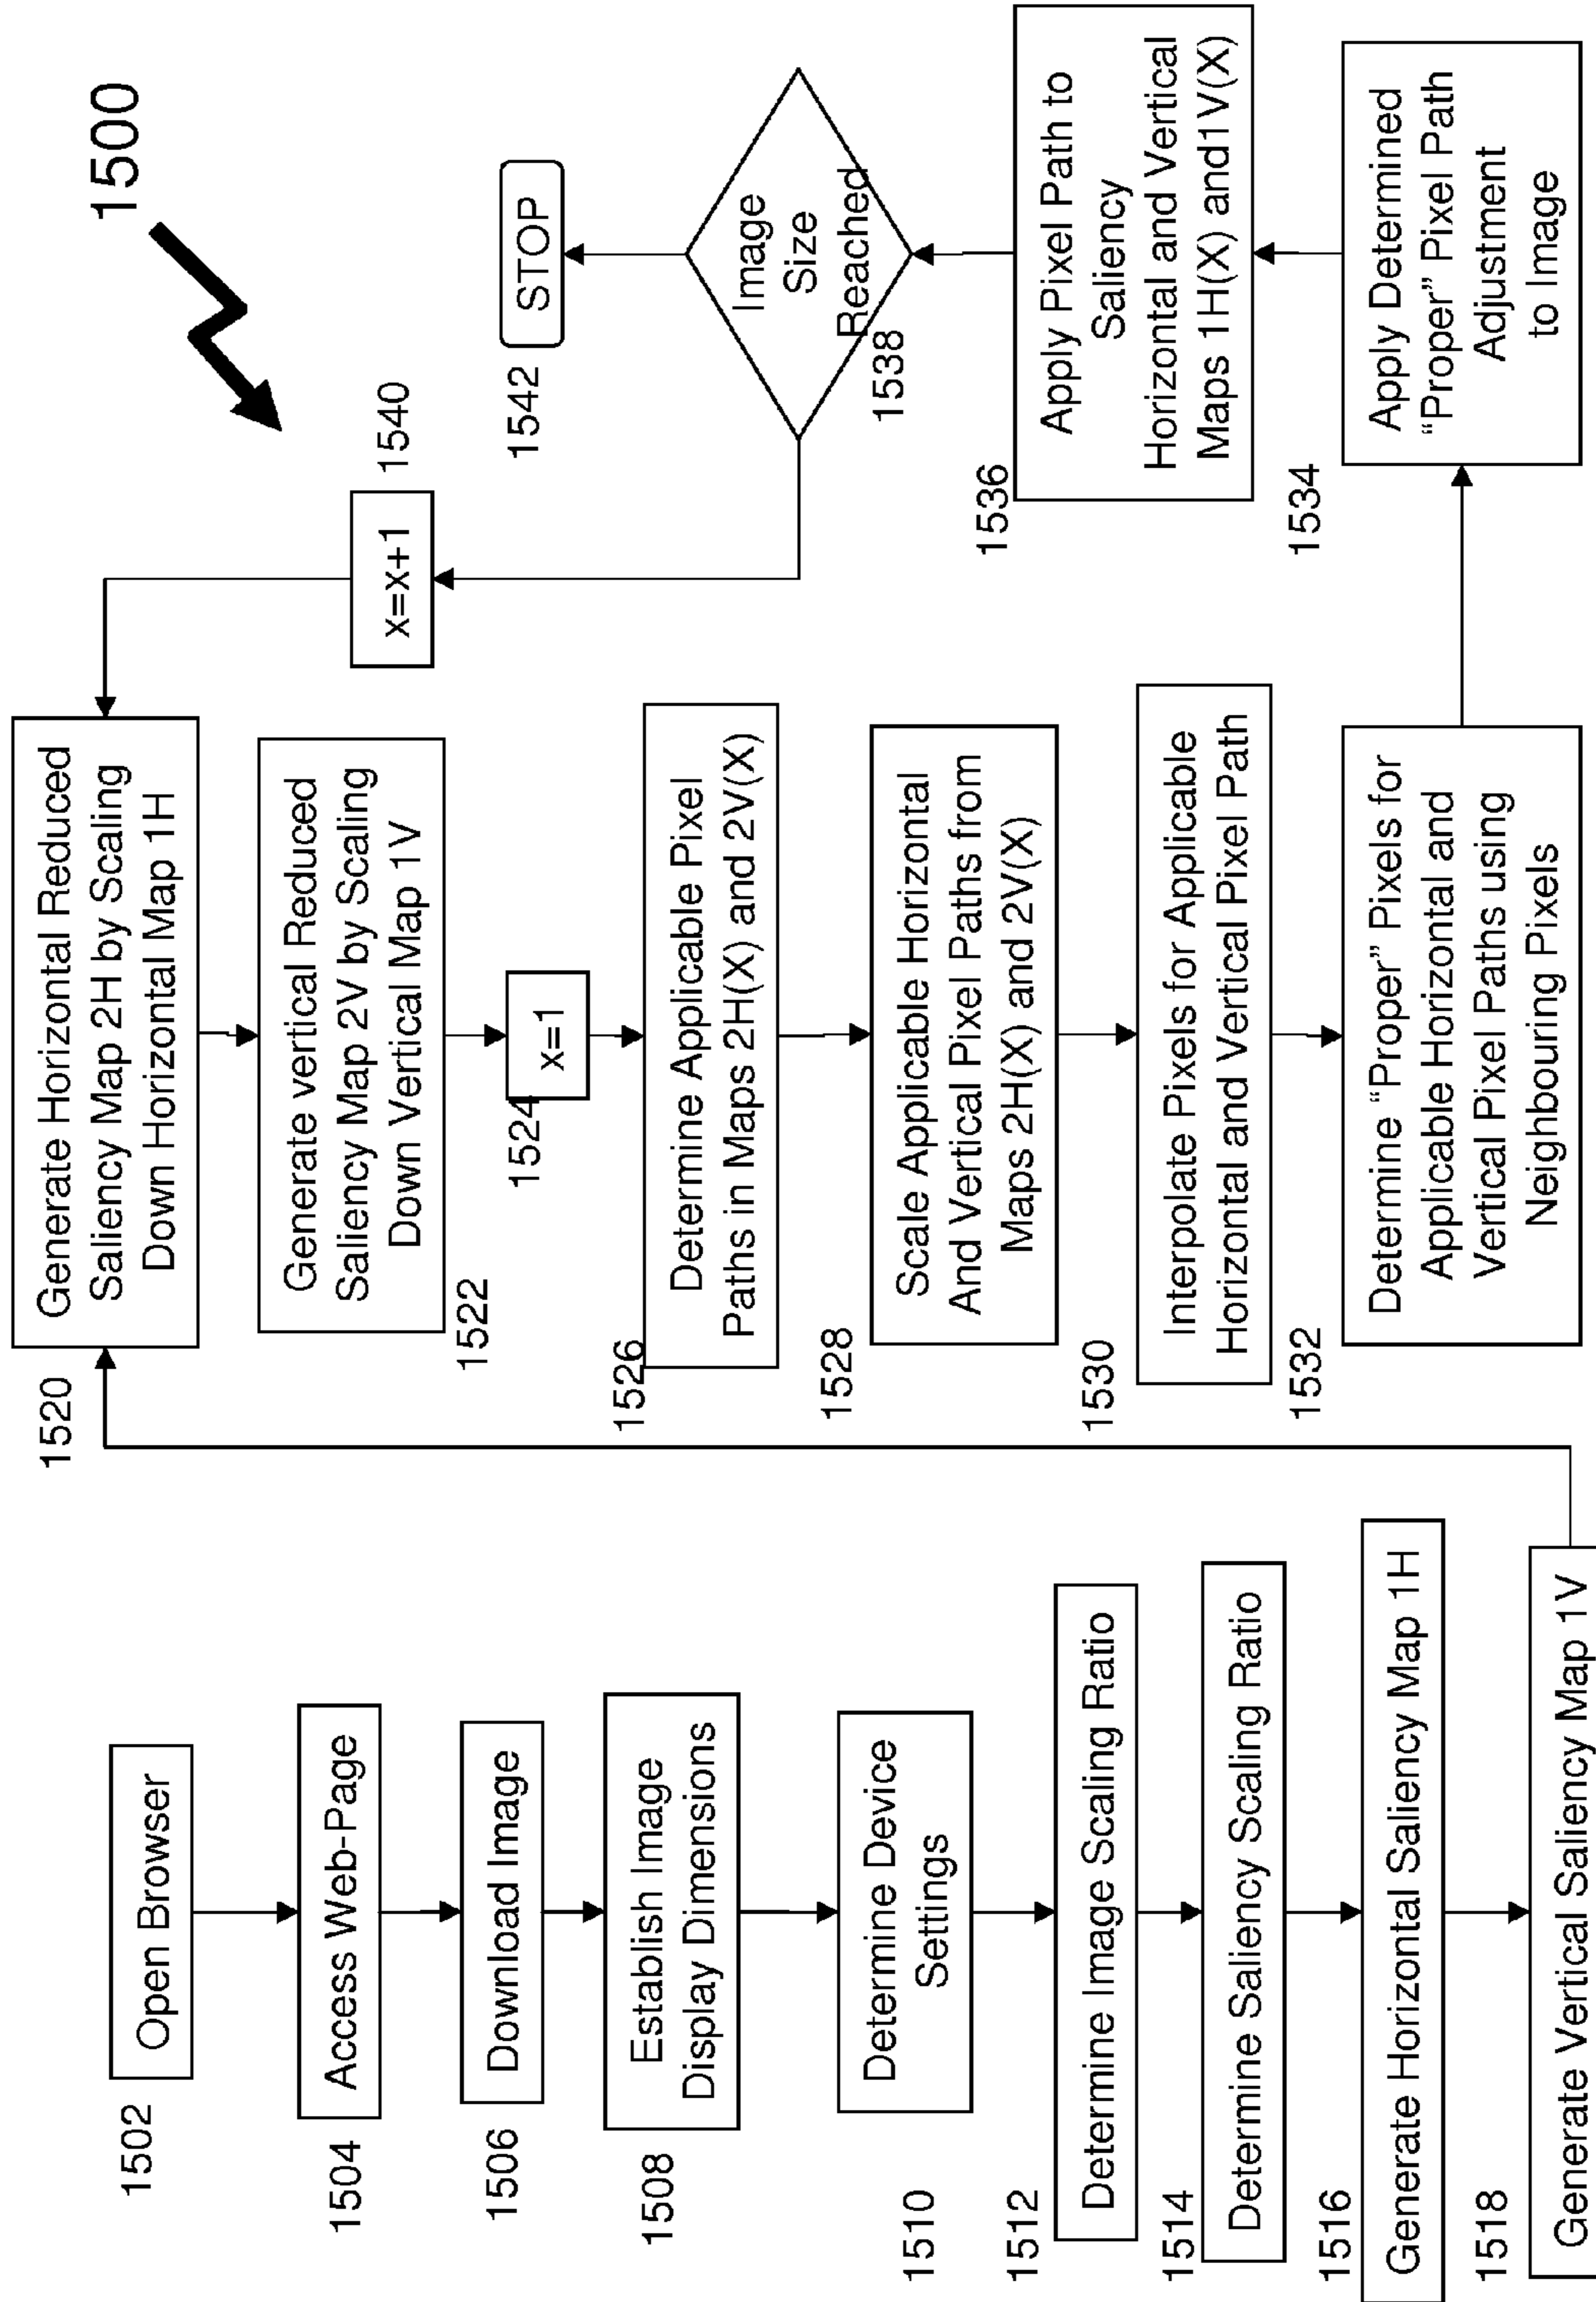 1500
1502
Open Browser
1504
Access Web-Page
1506
Download Image
1508
Establish Image
Display Dimensions
1510
Determine Device
Settings
1512
Determine Image Scaling Ratio
1514
Determine Saliency Scaling Ratio
1516
Generate Horizontal Saliency Map 1H
1518
Generate Vertical Saliency Map 1V
1520
Generate Horizontal Reduced
Saliency Map 2H by Scaling
Down Horizontal Map 1H
Generate vertical Reduced
Saliency Map 2V by Scaling
Down Vertical Map 1V
1522
x=1
1524
1526
Determine Applicable Pixel
Paths in Maps 2H(X) and 2V(X)
1528
Scale Applicable Horizontal
And Vertical Pixel Paths from
Maps 2H(X) and 2V(X)
1530
Interpolate Pixels for Applicable
Horizontal and Vertical Pixel Path
1532
Determine “Proper” Pixels for
Applicable Horizontal and
Vertical Pixel Paths using
Neighbouring Pixels
1534
Apply Determined
“Proper” Pixel Path
Adjustment
to Image
1536
Apply Pixel Path to
Saliency
Horizontal and Vertical
Maps 1H(X) and1V(X)
Image
Size
Reached
1538
x=x+1
1540
STOP
1542